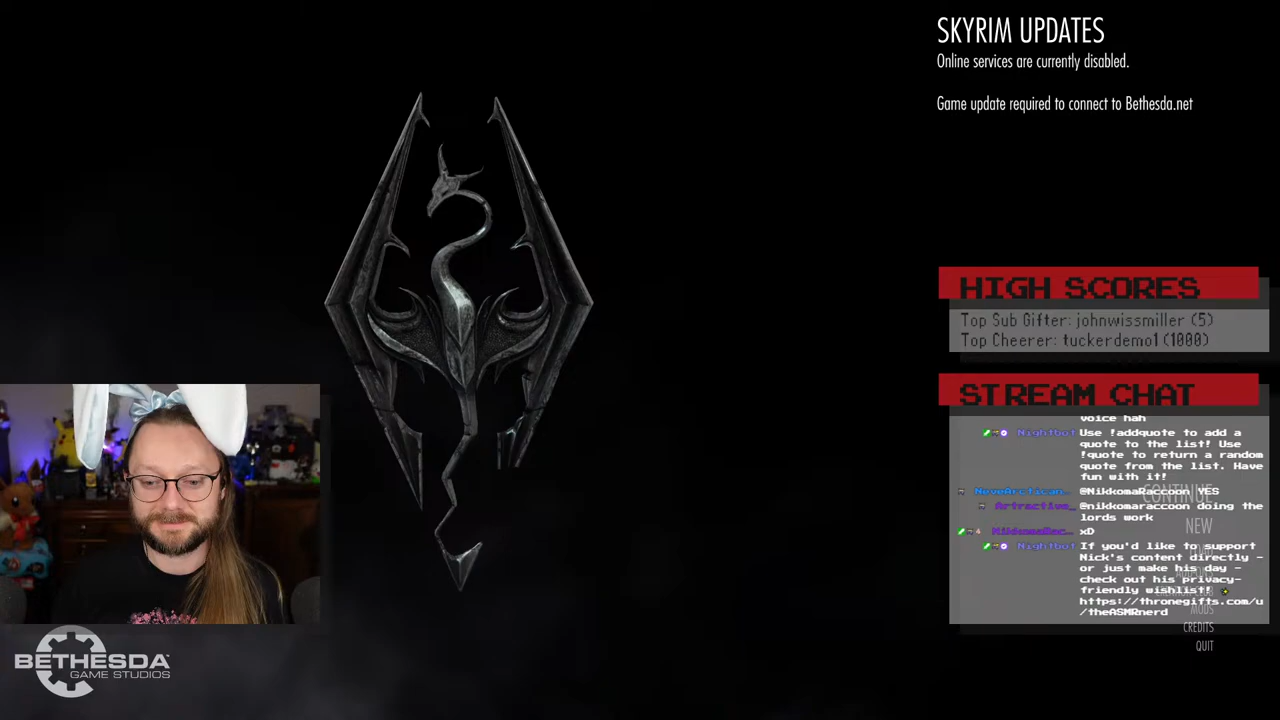 SKYRIM UPDATES
Online services are currently disabled.
Game update required to connect to Bethesda.net
HIGH SCORES
Top Sub Gifter: johnwissmiller (5)
Top Cheerer: tuckerdemo1 (1000)
STREAM CHAT
voice hah
Nightbot Use !addquote to add a
quote to the list! Use
!quote to return a random
quote from the list. Have
fun with it!
@NikkomaRaccoon YES
Artractive_ @nikkomaraccoon doing the
lords work
NikkomaRac… xD
Nightbot If you'd like to support
Nick's content directly -
or just make his day -
check out his privacy-
friendly wishlist!
https://thronegifts.com/u
/theASMRnerd
CONTINUE
NEW
MODS
CREDITS
QUIT
BETHESDA
GAME STUDIOS